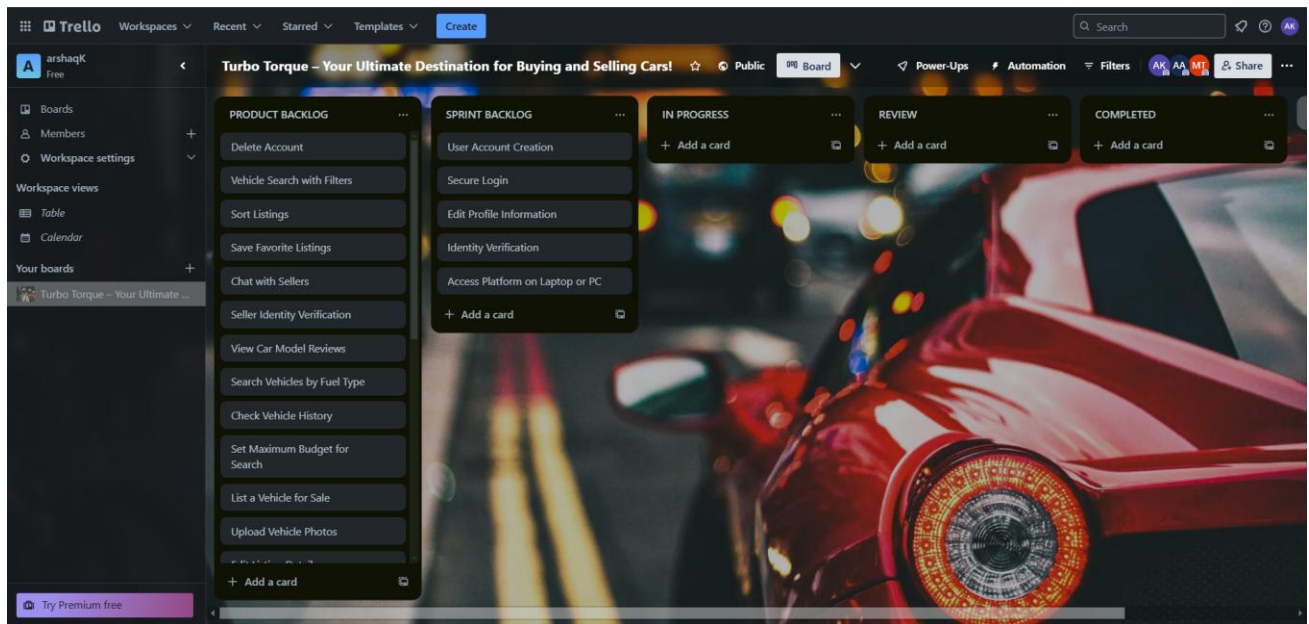 Trello
Workspaces
Recent
Starred
Templates
Create
Search
AK
A
arshaqK
Free
Turbo Torque – Your Ultimate Destination for Buying and Selling Cars!
Public
Board
Power-Ups
Automation
Filters
AK
AA
MT
Share
Boards
Members
Workspace settings
Workspace views
Table
Calendar
Your boards
Turbo Torque – Your Ultimate ...
Try Premium free
PRODUCT BACKLOG
Delete Account
Vehicle Search with Filters
Sort Listings
Save Favorite Listings
Chat with Sellers
Seller Identity Verification
View Car Model Reviews
Search Vehicles by Fuel Type
Check Vehicle History
Set Maximum Budget for
Search
List a Vehicle for Sale
Upload Vehicle Photos
+ Add a card
SPRINT BACKLOG
User Account Creation
Secure Login
Edit Profile Information
Identity Verification
Access Platform on Laptop or PC
+ Add a card
IN PROGRESS
+ Add a card
REVIEW
+ Add a card
COMPLETED
+ Add a card